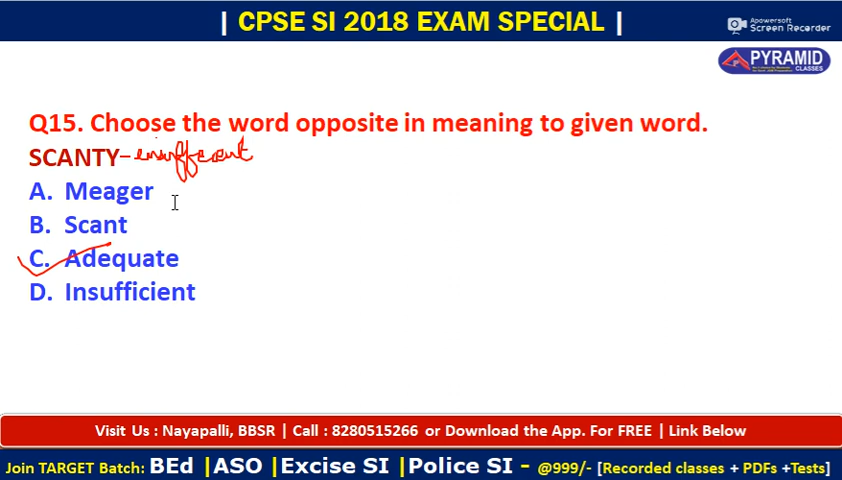 | CPSE SI 2018 EXAM SPECIAL |
Apowersoft
Screen Recorder
PYRAMID
CLASSES
Q15. Choose the word opposite in meaning to given word.
SCANTY-
A. Meager
B. Scant
C. Adequate
D. Insufficient
Visit Us : Nayapalli, BBSR | Call : 8280515266 or Download the App. For FREE | Link Below
Join TARGET Batch: BEd |ASO |Excise SI |Police SI - @999/- [Recorded classes + PDFs +Tests]